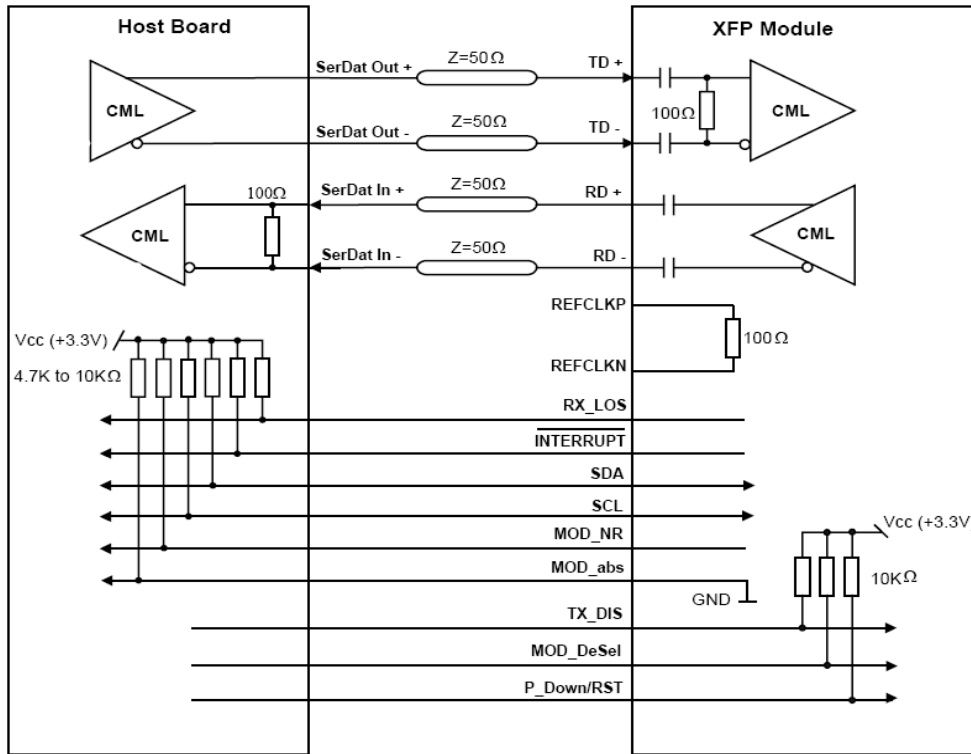 Host Board
XFP Module
CML
SerDat Out +
Z=50Ω
TD +
SerDat Out -
Z=50Ω
TD -
100Ω
CML
CML
100Ω
SerDat In +
Z=50Ω
RD +
SerDat In -
Z=50Ω
RD -
CML
REFCLKP
100Ω
REFCLKN
Vcc (+3.3V)
4.7K to 10KΩ
RX_LOS
INTERRUPT
SDA
SCL
MOD_NR
MOD_abs
GND
Vcc (+3.3V)
10KΩ
TX_DIS
MOD_DeSel
P_Down/RST